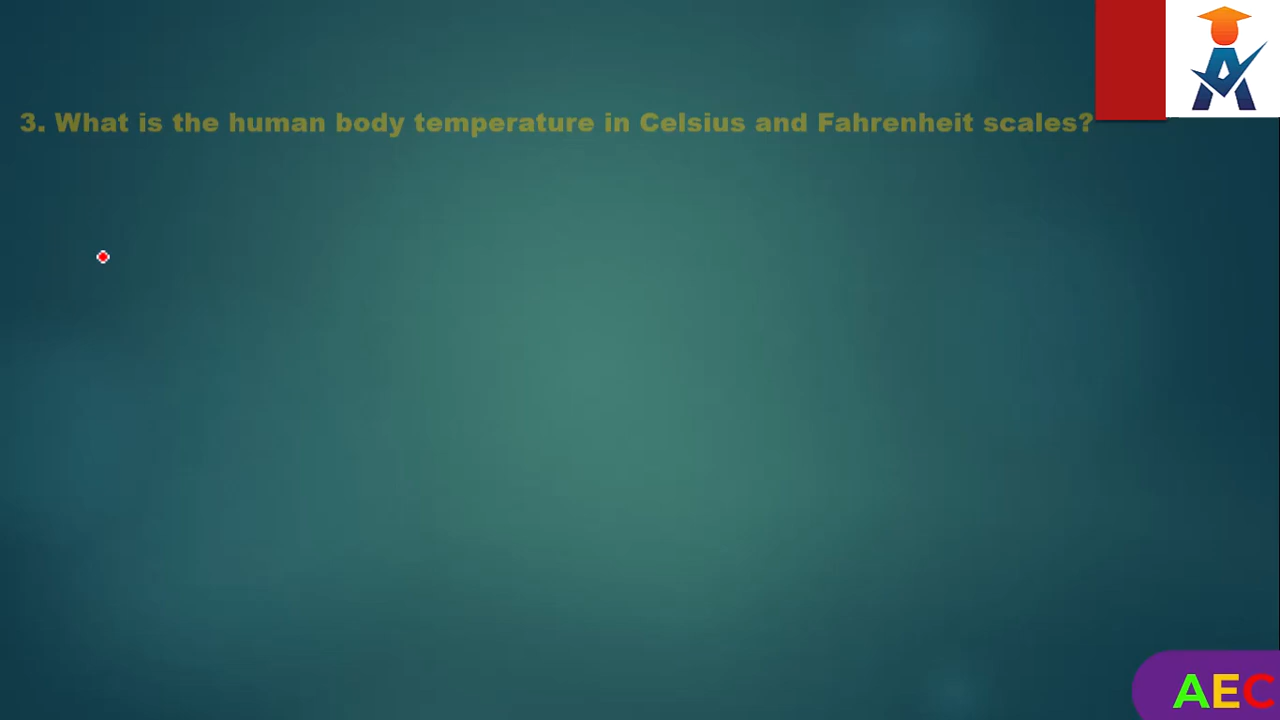 3. What is the human body temperature in Celsius and Fahrenheit scales?
AEC